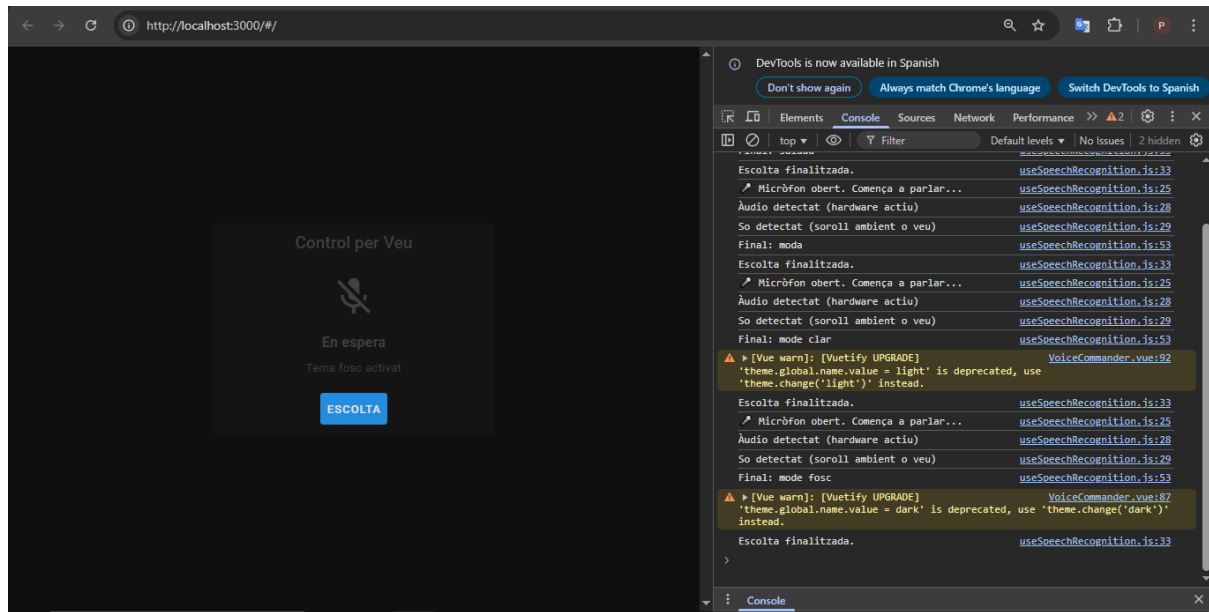 http://localhost:3000/#/
P
Control per Veu
En espera
Tema fosc activat
ESCOLTA
DevTools is now available in Spanish
Don't show again
Always match Chrome's language
Switch DevTools to Spanish
Elements
Console
Sources
Network
Performance
2
top
Filter
Default levels
No Issues
2 hidden
Escolta finalitzada. useSpeechRecognition.js:33
Micròfon obert. Comença a parlar... useSpeechRecognition.js:25
Àudio detectat (hardware actiu) useSpeechRecognition.js:28
So detectat (soroll ambient o veu) useSpeechRecognition.js:29
Final: moda useSpeechRecognition.js:53
Escolta finalitzada. useSpeechRecognition.js:33
Micròfon obert. Comença a parlar... useSpeechRecognition.js:25
Àudio detectat (hardware actiu) useSpeechRecognition.js:28
So detectat (soroll ambient o veu) useSpeechRecognition.js:29
Final: mode clar useSpeechRecognition.js:53
[Vue warn]: [Vuetify UPGRADE] VoiceCommander.vue:92
'theme.global.name.value = light' is deprecated, use
'theme.change('light')' instead.
Escolta finalitzada. useSpeechRecognition.js:33
Micròfon obert. Comença a parlar... useSpeechRecognition.js:25
Àudio detectat (hardware actiu) useSpeechRecognition.js:28
So detectat (soroll ambient o veu) useSpeechRecognition.js:29
Final: mode fosc useSpeechRecognition.js:53
[Vue warn]: [Vuetify UPGRADE] VoiceCommander.vue:87
'theme.global.name.value = dark' is deprecated, use 'theme.change('dark')'
instead.
Escolta finalitzada. useSpeechRecognition.js:33
Console